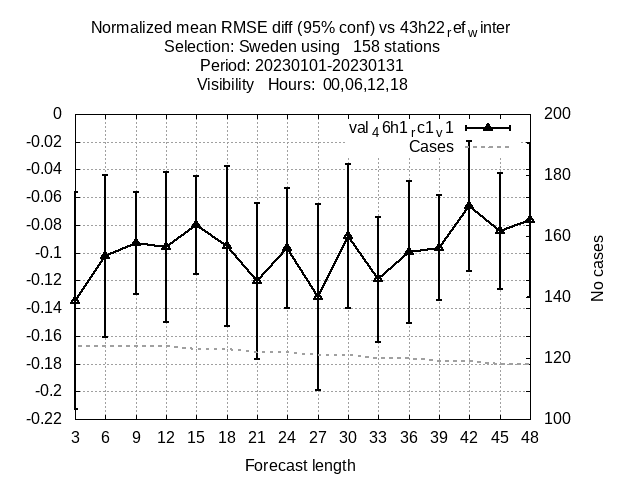 Normalized mean RMSE diff (95% conf) vs 43h22refwinter
Selection: Sweden using 158 stations
Period: 20230101-20230131
Visibility Hours: 00,06,12,18
0 200
val46h1rc1v1
-0.02 Cases
-0.04 180
-0.06
-0.08 160
-0.1
-0.12
-0.14 140
-0.16
-0.18 120
-0.2
-0.22 100
No cases
3 6 9 12 15 18 21 24 27 30 33 36 39 42 45 48
Forecast length